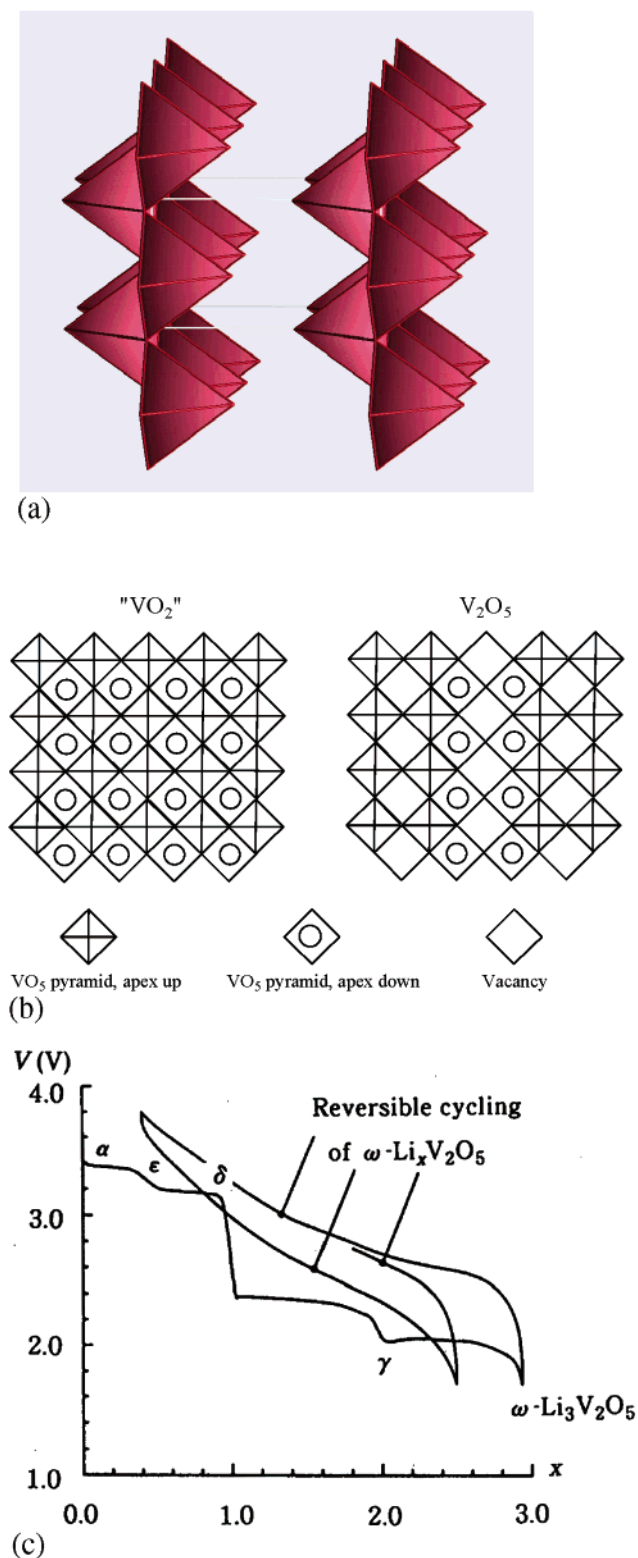 (a)
"VO₂" V₂O₅
VO₅ pyramid, apex up VO₅ pyramid, apex down Vacancy
(b)
V (V)
4.0
Reversible cycling
of ω-LiₓV₂O₅
α
ε
δ
3.0
2.0
γ
ω-Li₃V₂O₅
1.0
x
0.0 1.0 2.0 3.0
(c)